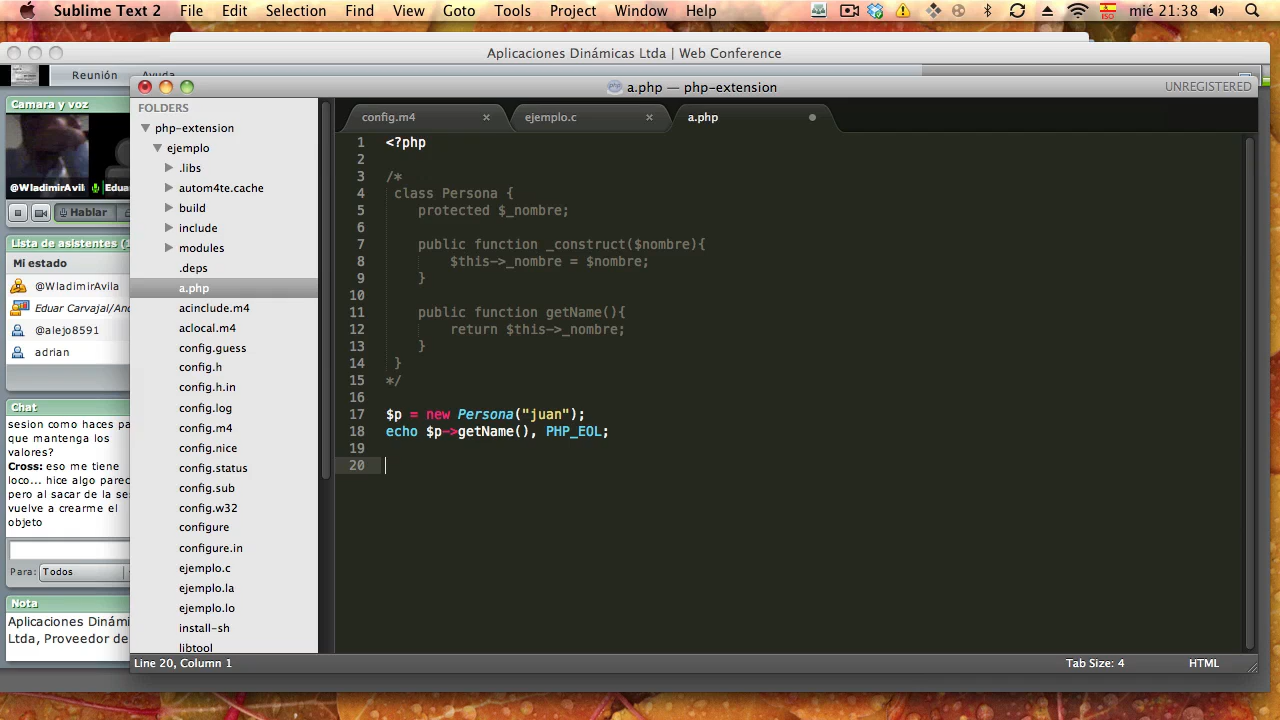 Sublime Text 2 File Edit Selection Find View Goto Tools Project Window Help ISO mié 21:38
Aplicaciones Dinámicas Ltda | Web Conference
Reunión Ayuda
a.php — php-extension UNREGISTERED
Camara y voz
@WladimirAvila Eduar
Hablar
Lista de asistentes (
Mi estado
@WladimirAvila
Eduar Carvajal/And
@alejo8591
adrian
Chat
sesion como haces pa
que mantenga los
valores?
Cross: eso me tiene
loco... hice algo parec
pero al sacar de la se
vuelve a crearme el
objeto
Para: Todos
Nota
Aplicaciones Dinámi
Ltda, Proveedor de
FOLDERS
php-extension
ejemplo
.libs
autom4te.cache
build
include
modules
.deps
a.php
acinclude.m4
aclocal.m4
config.guess
config.h
config.h.in
config.log
config.m4
config.nice
config.status
config.sub
config.w32
configure
configure.in
ejemplo.c
ejemplo.la
ejemplo.lo
install-sh
libtool
config.m4 × ejemplo.c × a.php
1 <?php
2
3 /*
4 class Persona {
5 protected $_nombre;
6
7 public function _construct($nombre){
8 $this->_nombre = $nombre;
9 }
10
11 public function getName(){
12 return $this->_nombre;
13 }
14 }
15 */
16
17 $p = new Persona("juan");
18 echo $p->getName(), PHP_EOL;
19
20
Line 20, Column 1 Tab Size: 4 HTML